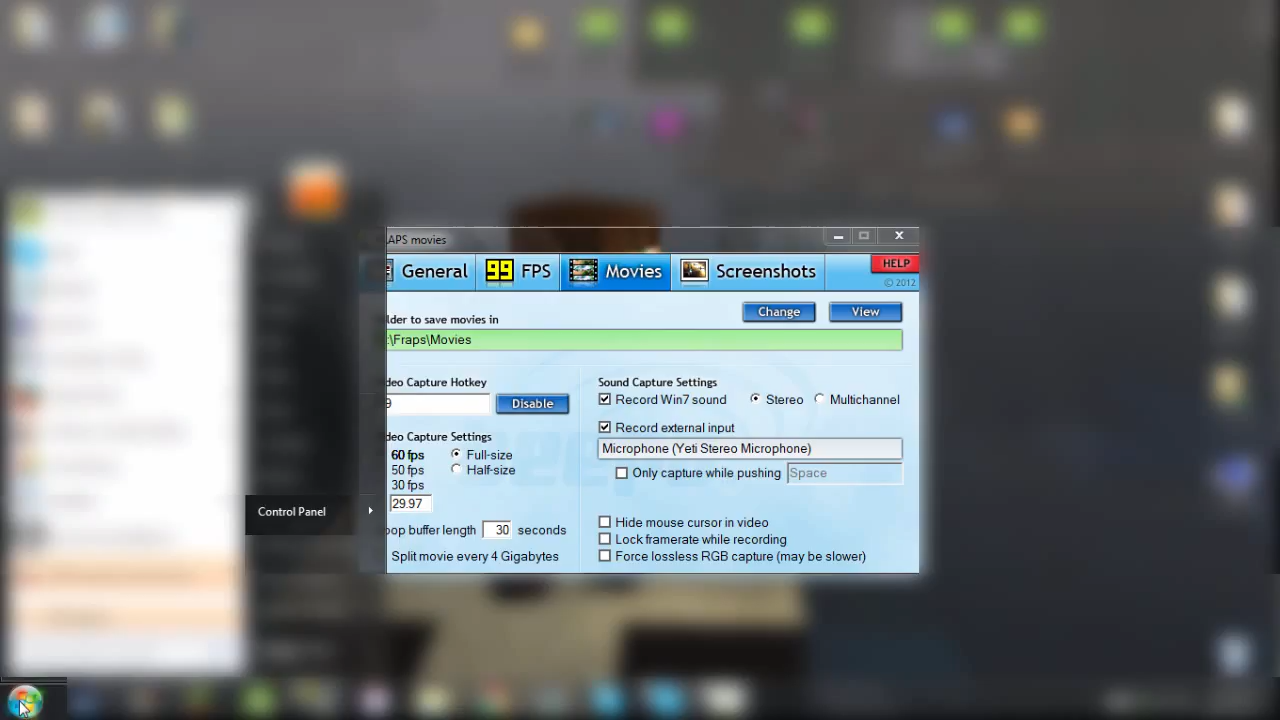 APS movies
General
99 FPS
Movies
Screenshots
HELP
© 2012
lder to save movies in
Change
View
:\Fraps\Movies
deo Capture Hotkey
9
Disable
Sound Capture Settings
Record Win7 sound
Stereo
Multichannel
Record external input
Microphone (Yeti Stereo Microphone)
Only capture while pushing
Space
deo Capture Settings
60 fps
Full-size
50 fps
Half-size
30 fps
29.97
Control Panel
oop buffer length 30 seconds
Split movie every 4 Gigabytes
Hide mouse cursor in video
Lock framerate while recording
Force lossless RGB capture (may be slower)